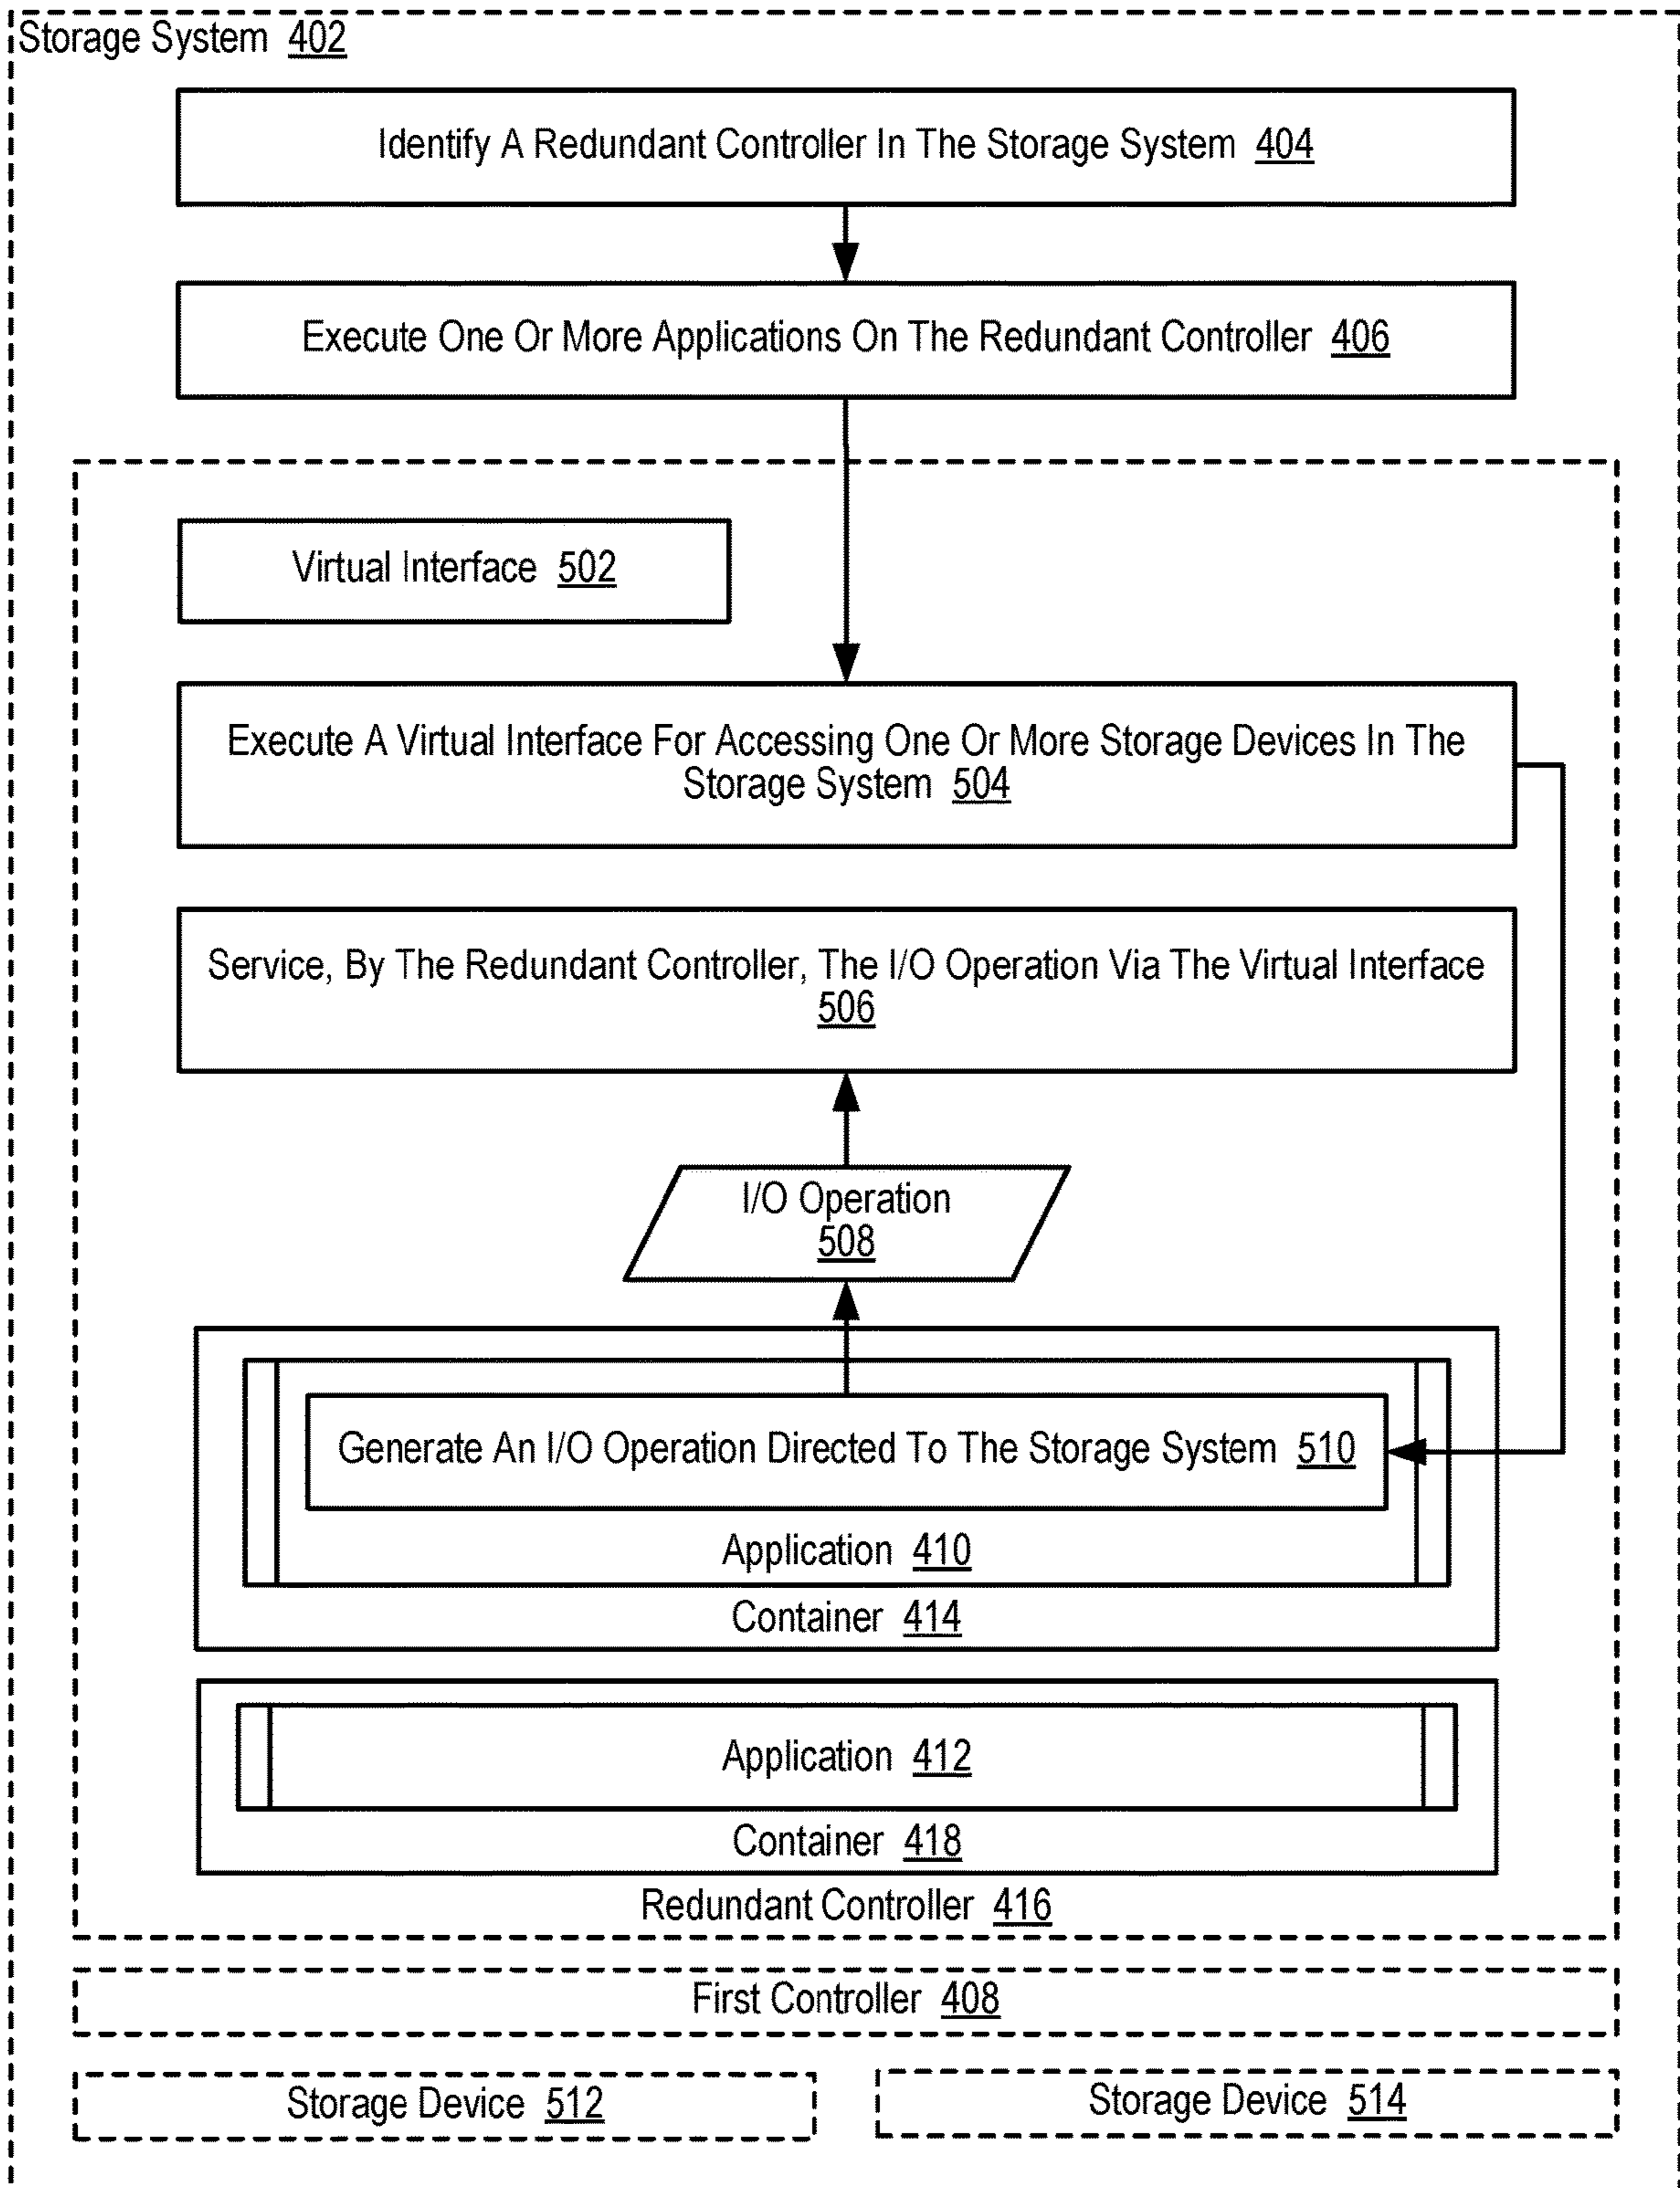 Storage System 402
Identify A Redundant Controller In The Storage System 404
Execute One Or More Applications On The Redundant Controller 406
Virtual Interface 502
Execute A Virtual Interface For Accessing One Or More Storage Devices In The
Storage System 504
Service, By The Redundant Controller, The I/O Operation Via The Virtual Interface
506
I/O Operation
508
Generate An I/O Operation Directed To The Storage System 510
Application 410
Container 414
Application 412
Container 418
Redundant Controller 416
First Controller 408
Storage Device 512
Storage Device 514